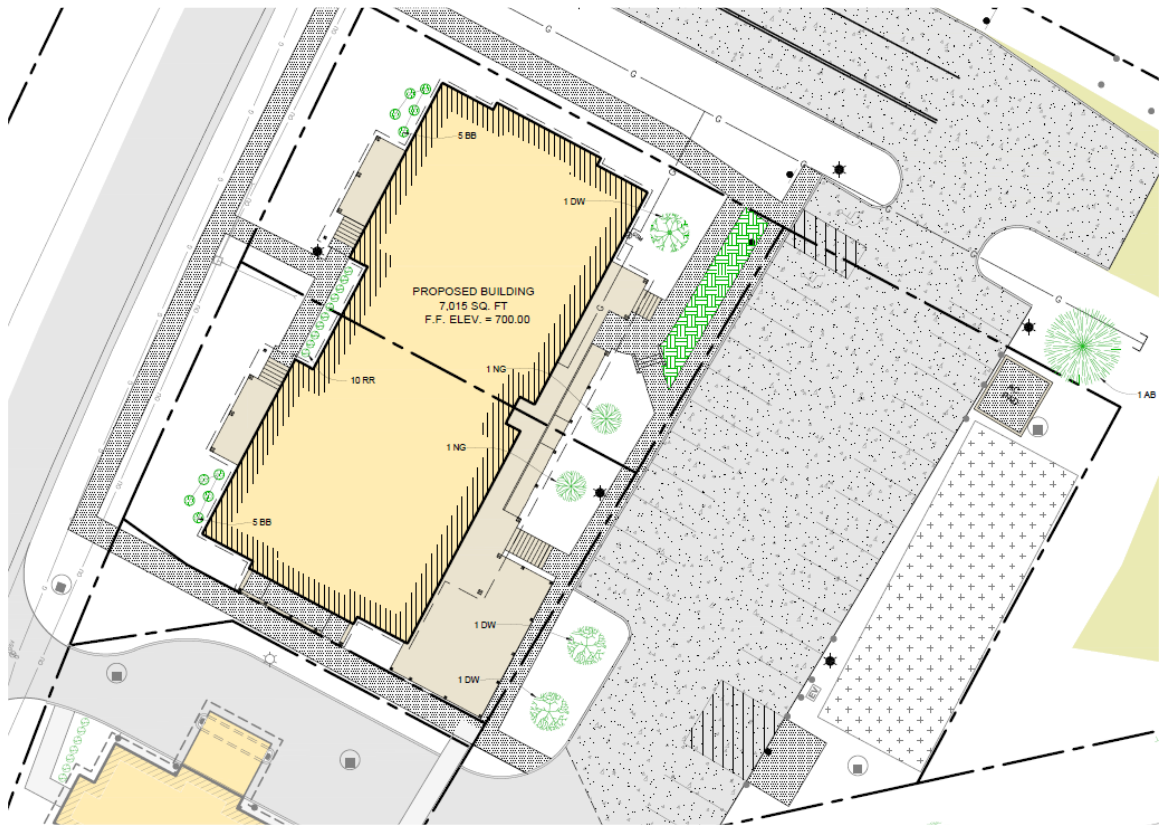 G
G
G
G
G
G
G
5 BB
1 DW
PROPOSED BUILDING
7,015 SQ. FT
F.F. ELEV. = 700.00
G
1 NG
10 RR
1 AB
1 NG
5 BB
1 DW
1 DW
EV